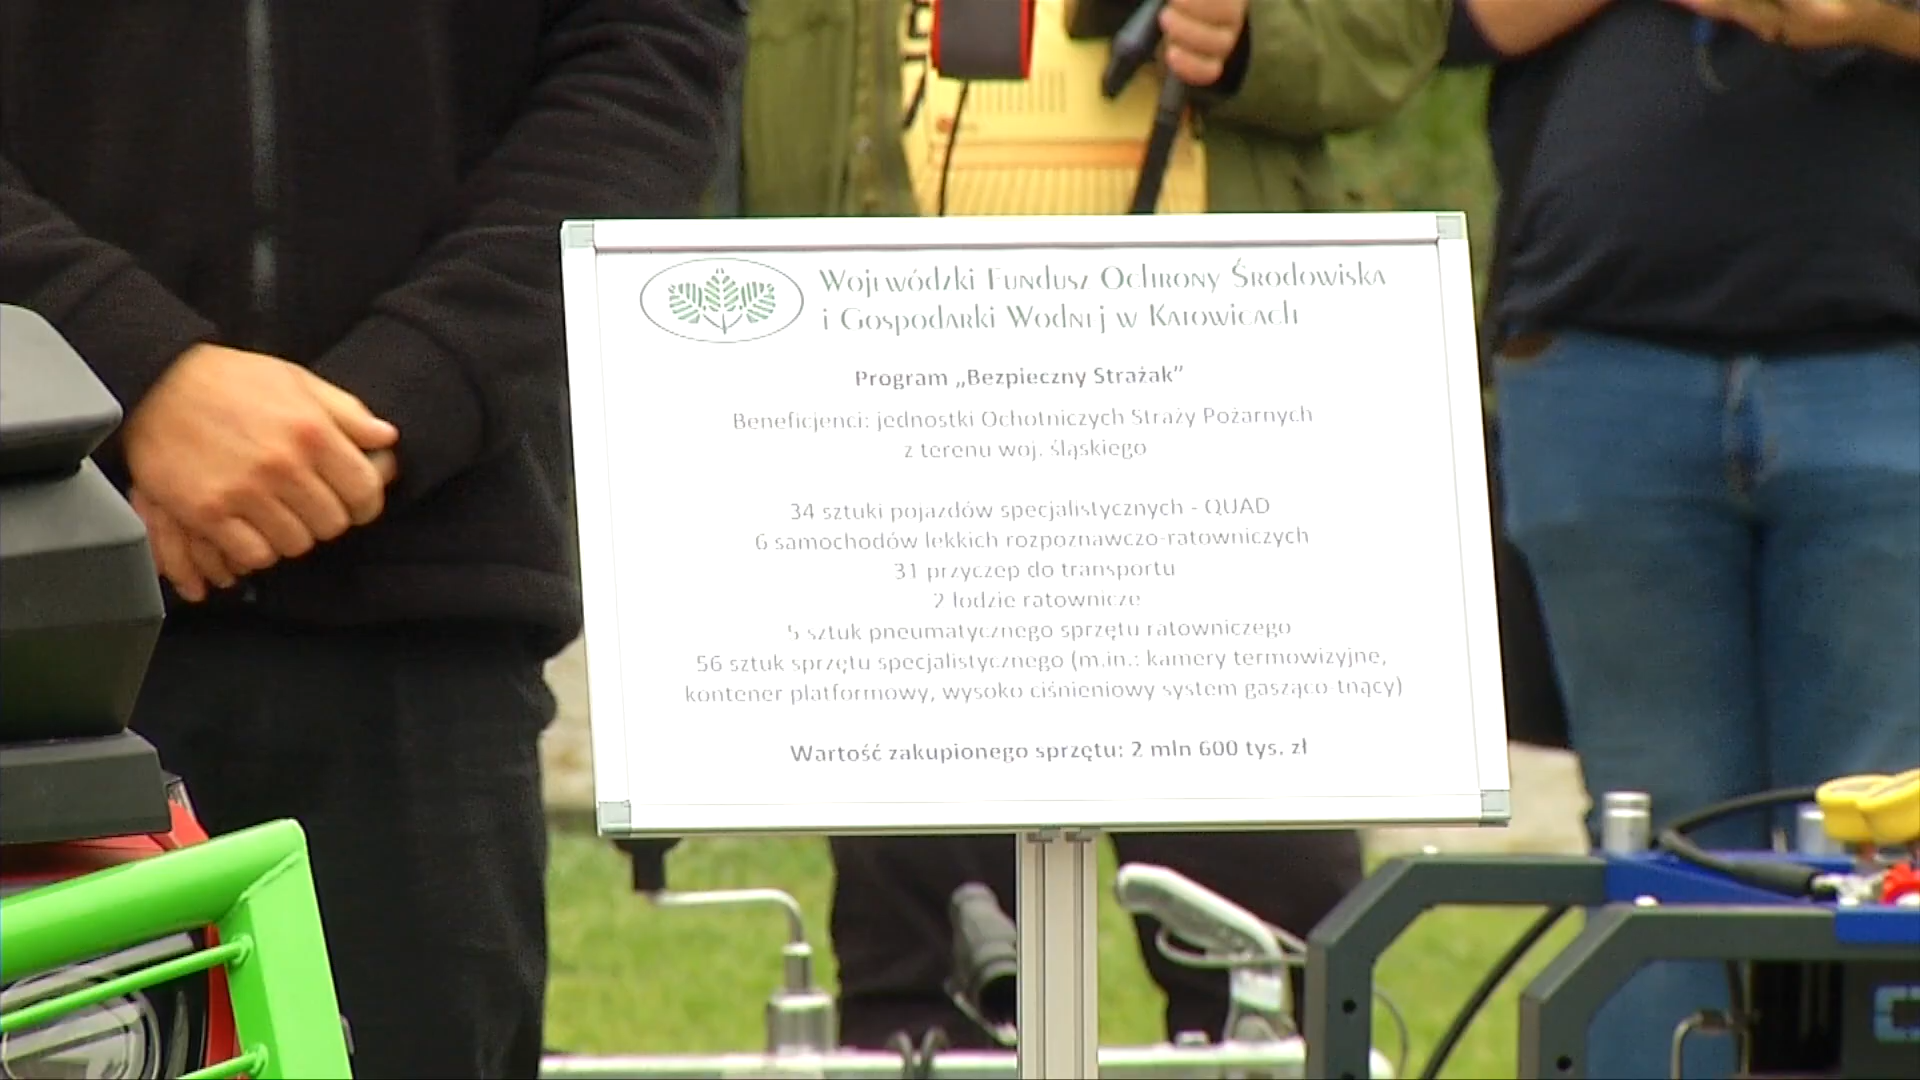 Wojewódzki Fundusz Ochrony Środowiska
i Gospodarki Wodnej w Katowicach
Program „Bezpieczny Strażak”
Beneficjenci: jednostki Ochotniczych Straży Pożarnych
z terenu woj. śląskiego
34 sztuki pojazdów specjalistycznych - QUAD
6 samochodów lekkich rozpoznawczo-ratowniczych
31 przyczep do transportu
2 łodzie ratownicze
5 sztuk pneumatycznego sprzętu ratowniczego
56 sztuk sprzętu specjalistycznego (m.in.: kamery termowizyjne,
kontener platformowy, wysoko ciśnieniowy system gasząco-tnący)
Wartość zakupionego sprzętu: 2 mln 600 tys. zł